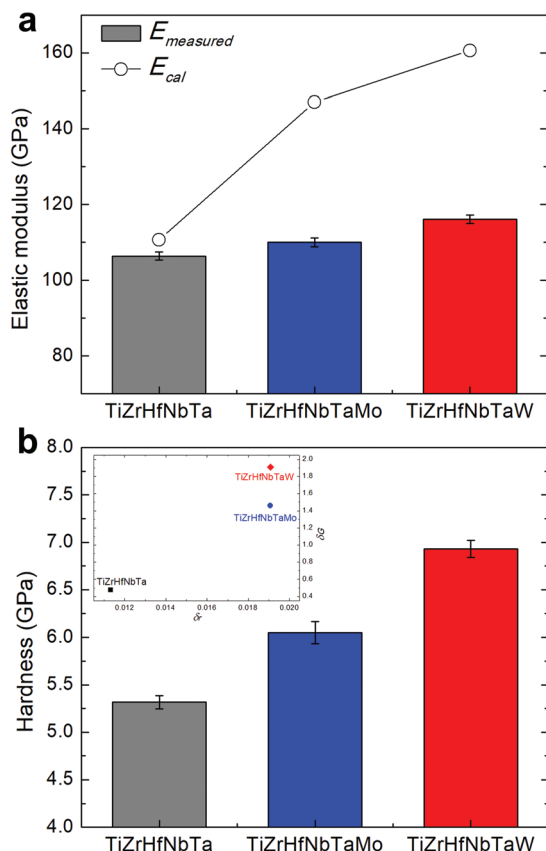 a
E measured
E cal
160
140
120
100
80
Elastic modulus (GPa)
TiZrHfNbTa TiZrHfNbTaMo TiZrHfNbTaW
b
8.0
7.5
7.0
6.5
6.0
5.5
5.0
4.5
4.0
Hardness (GPa)
TiZrHfNbTaW
TiZrHfNbTaMo
TiZrHfNbTa
2.0
1.8
1.6
1.4
1.2
1.0
0.8
0.6
0.4
δG
0.012 0.014 0.016 0.018 0.020
δr
TiZrHfNbTa TiZrHfNbTaMo TiZrHfNbTaW